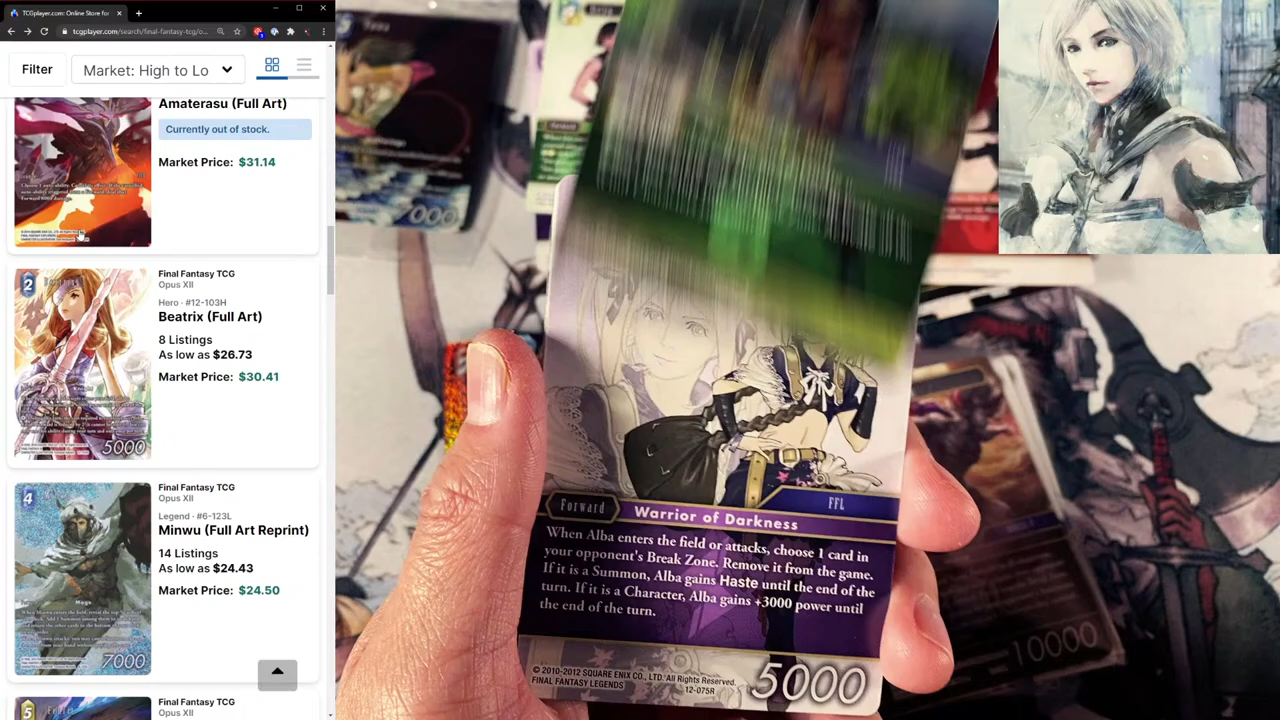 TCGplayer.com: Online Store for
tcgplayer.com/search/final-fantasy-tcg/o...
Filter
Market: High to Lo
Amaterasu (Full Art)
Currently out of stock.
Market Price: $31.14
2
Final Fantasy TCG
Opus XII
Hero · #12-103H
Beatrix (Full Art)
8 Listings
As low as $26.73
Market Price: $30.41
5000
4
Final Fantasy TCG
Opus XII
Legend · #6-123L
Minwu (Full Art Reprint)
14 Listings
As low as $24.43
Market Price: $24.50
7000
5
Final Fantasy TCG
Opus XII
7000
Forward
FFL
Warrior of Darkness
When Alba enters the field or attacks, choose 1 card in
your opponent's Break Zone. Remove it from the game.
If it is a Summon, Alba gains Haste until the end of the
turn. If it is a Character, Alba gains +3000 power until
the end of the turn.
© 2010-2012 SQUARE ENIX CO., LTD. All Rights Reserved.
FINAL FANTASY LEGENDS
12-075R
5000
10000